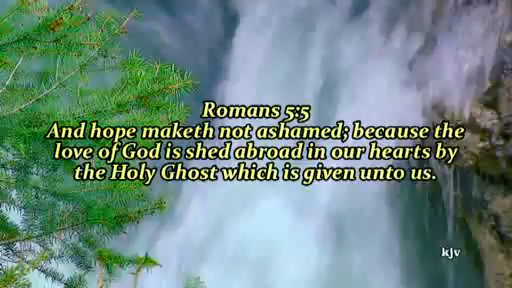 Romans 5:5
And hope maketh not ashamed; because the
love of God is shed abroad in our hearts by
the Holy Ghost which is given unto us.
kjv